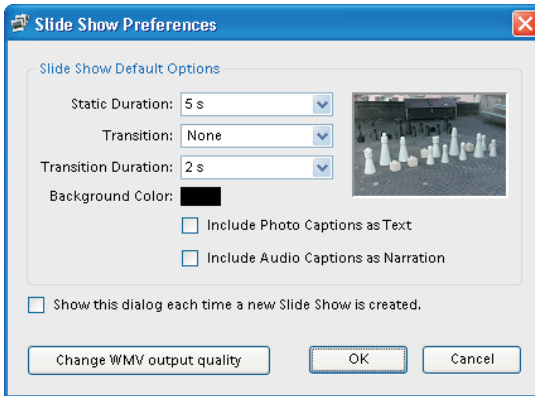 Slide Show Preferences
Slide Show Default Options
Static Duration: 5 s
Transition: None
Transition Duration: 2 s
Background Color:
Include Photo Captions as Text
Include Audio Captions as Narration
Show this dialog each time a new Slide Show is created.
Change WMV output quality OK Cancel